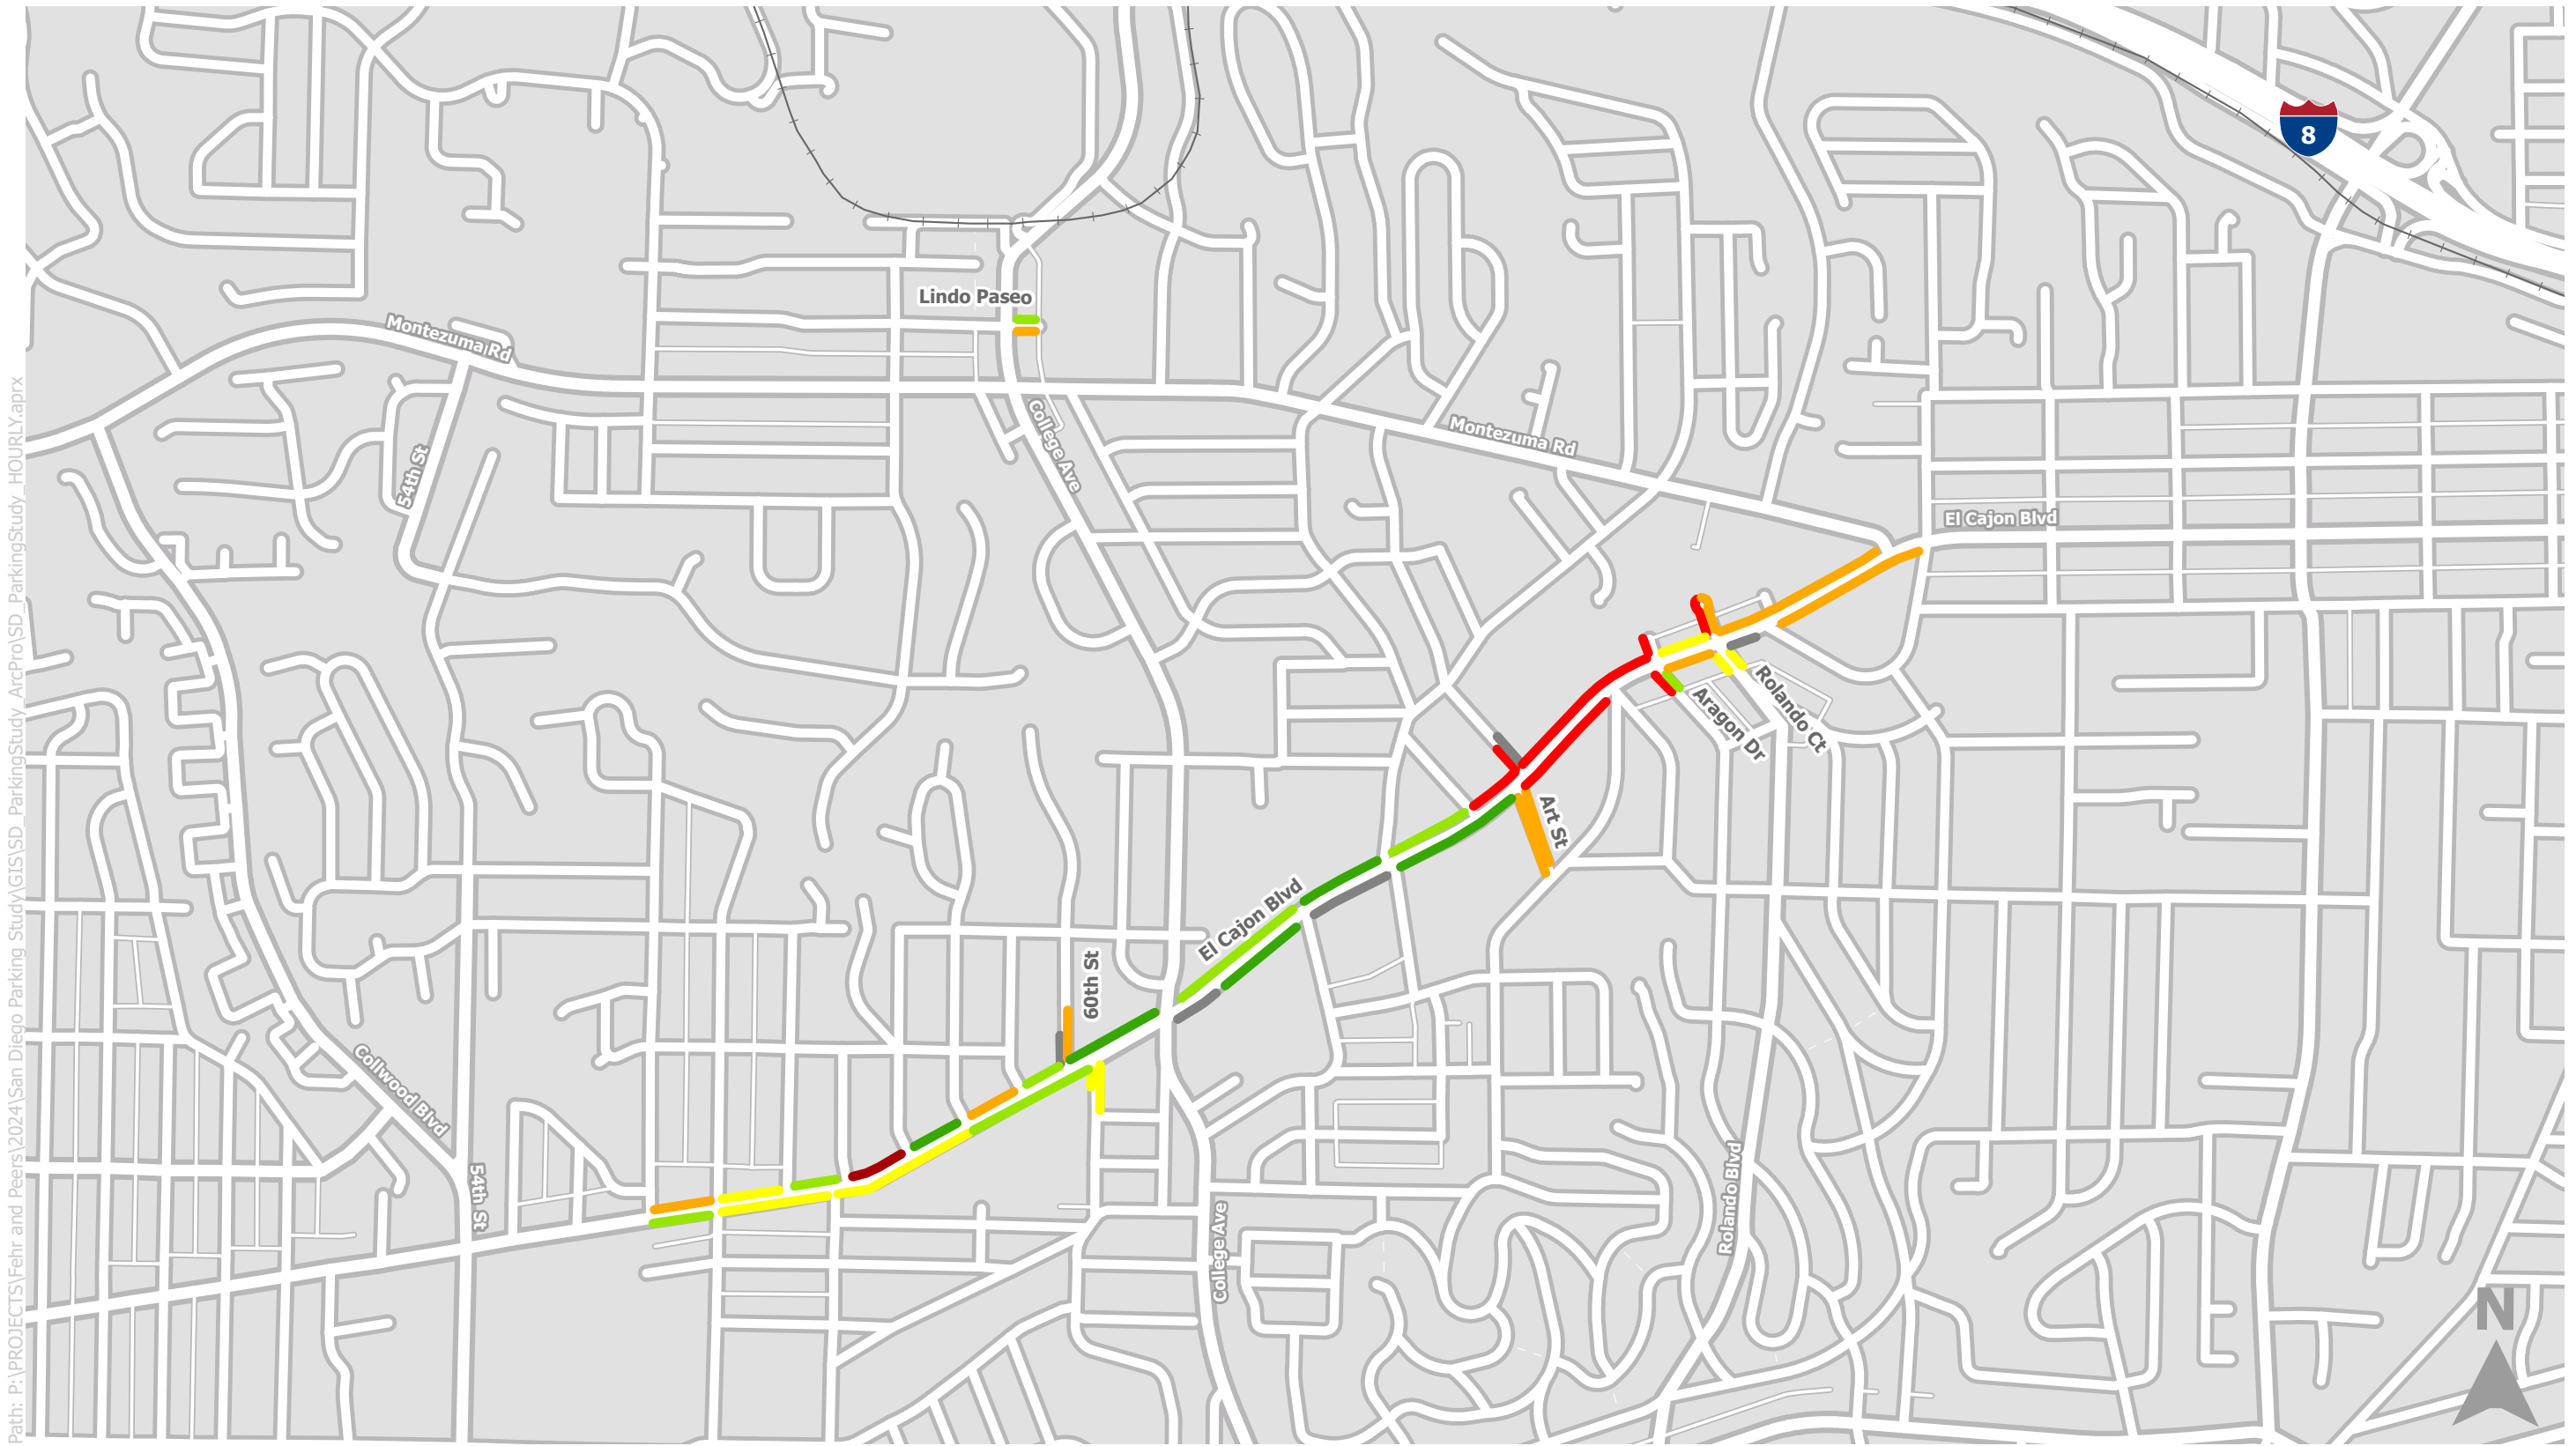 8
Lindo Paseo
Montezuma Rd
College Ave
54th St
Montezuma Rd
El Cajon Blvd
Rolando Ct
Aragon Dr
Art St
El Cajon Blvd
60th St
Collwood Blvd
54th St
College Ave
Rolando Blvd
N
Path: P:\PROJECTS\Fehr and Peers\2024\San Diego Parking Study\GIS\SD_ParkingStudy_ArcPro\SD_ParkingStudy_HOURLY.aprx